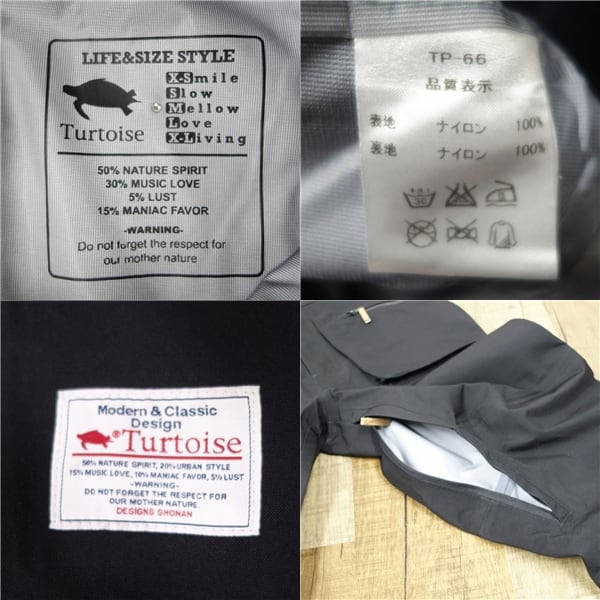 LIFE&SIZE STYLE
X-Smile
Slow
Mellow
Love
X-Living
Turtoise
50% NATURE SPIRIT
30% MUSIC LOVE
5% LUST
15% MANIAC FAVOR
-WARNING-
Do not forget the respect for
our mother nature
TP-66
品質表示
表地 ナイロン 100%
裏地 ナイロン 100%
30
Modern & Classic
Design
®Turtoise
50% NATURE SPIRIT, 20% URBAN STYLE
15% MUSIC LOVE, 10% MANIAC FAVOR, 5% LUST
-WARNING-
DO NOT FORGET THE RESPECT FOR
OUR MOTHER NATURE.
DESIGNS SHONAN